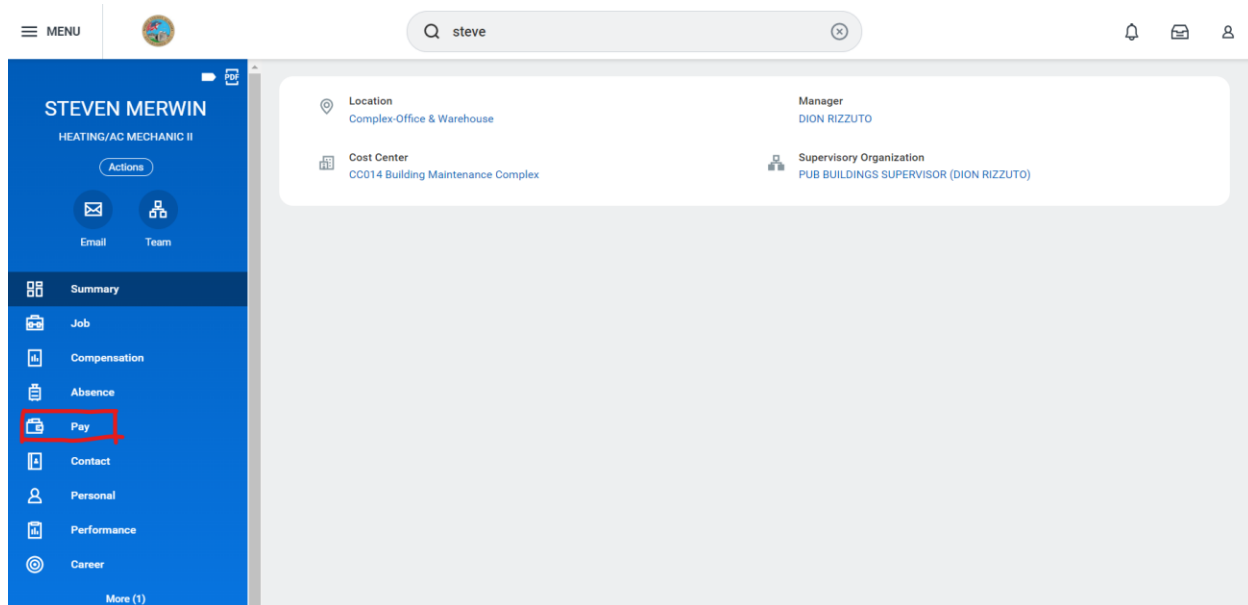 MENU
steve
PDF
STEVEN MERWIN
HEATING/AC MECHANIC II
Actions
Email Team
Summary
Job
Compensation
Absence
Pay
Contact
Personal
Performance
Career
More (1)
Location
Complex-Office & Warehouse
Manager
DION RIZZUTO
Cost Center
CC014 Building Maintenance Complex
Supervisory Organization
PUB BUILDINGS SUPERVISOR (DION RIZZUTO)